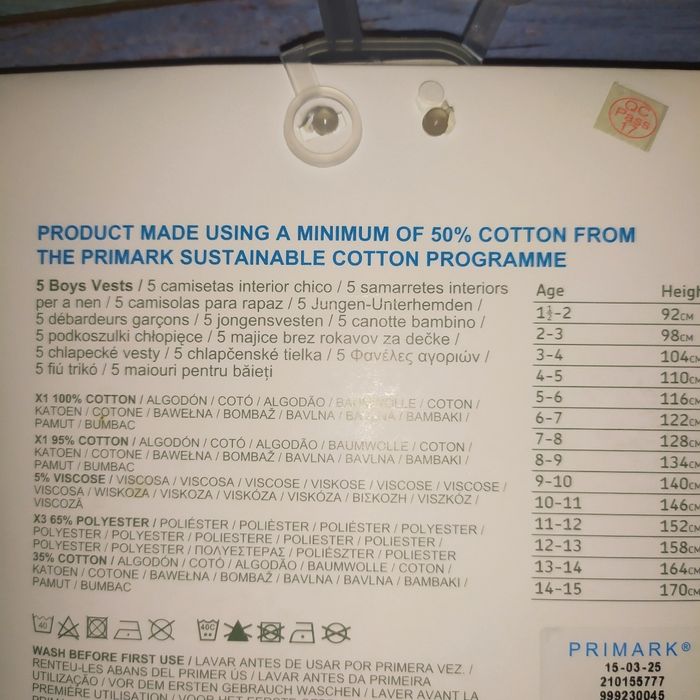 QC
Pass
17
PRODUCT MADE USING A MINIMUM OF 50% COTTON FROM
THE PRIMARK SUSTAINABLE COTTON PROGRAMME
5 Boys Vests / 5 camisetas interior chico / 5 samarretes interiors
per a nen / 5 camisolas para rapaz / 5 Jungen-Unterhemden /
5 débardeurs garçons / 5 jongensvesten / 5 canotte bambino /
5 podkoszulki chłopięce / 5 majice brez rokavov za dečke /
5 chlapecké vesty / 5 chlapčenské tielka / 5 Φανέλες αγοριών /
5 fiú trikó / 5 maiouri pentru băieți
X1 100% COTTON / ALGODÓN / COTÓ / ALGODÃO / BAUMWOLLE / COTON /
KATOEN / COTONE / BAWEŁNA / BOMBAŽ / BAVLNA / BAVLNA / BAMBAKI /
PAMUT / BUMBAC
X1 95% COTTON / ALGODÓN / COTÓ / ALGODÃO / BAUMWOLLE / COTON /
KATOEN / COTONE / BAWEŁNA / BOMBAŽ / BAVLNA / BAVLNA / BAMBAKI /
PAMUT / BUMBAC
5% VISCOSE / VISCOSA / VISCOSA / VISCOSE / VISKOSE / VISCOSE / VISCOSE /
VISCOSA / WISKOZA / VISKOZA / VISKÓZA / VISKÓZA / ΒΙΣΚΟΖΗ / VISZKÓZ /
VISCOZĂ
X3 65% POLYESTER / POLIÉSTER / POLIÈSTER / POLIÉSTER / POLYESTER /
POLYESTER / POLYESTER / POLIESTERE / POLIESTER / POLIESTER /
POLYESTER / POLYESTER / ΠΟΛΥΕΣΤΕΡΑΣ / POLIÉSZTER / POLIESTER
35% COTTON / ALGODÓN / COTÓ / ALGODÃO / BAUMWOLLE / COTON /
KATOEN / COTONE / BAWEŁNA / BOMBAŽ / BAVLNA / BAVLNA / BAMBAKI /
PAMUT / BUMBAC
40 40C
WASH BEFORE FIRST USE / LAVAR ANTES DE USAR POR PRIMERA VEZ. /
RENTEU-LES ABANS DEL PRIMER ÚS / LAVAR ANTES DA PRIMEIRA
UTILIZAÇÃO / VOR DEM ERSTEN GEBRAUCH WASCHEN / LAVER AVANT LA
PREMIÈRE UTILISATION
Age Heigh
1½-2 92CM
2-3 98CM
3-4 104CM
4-5 110CM
5-6 116CM
6-7 122CM
7-8 128CM
8-9 134CM
9-10 140CM
10-11 146CM
11-12 152CM
12-13 158CM
13-14 164CM
14-15 170CM
PRIMARK®
15-03-25
210155777
999230045